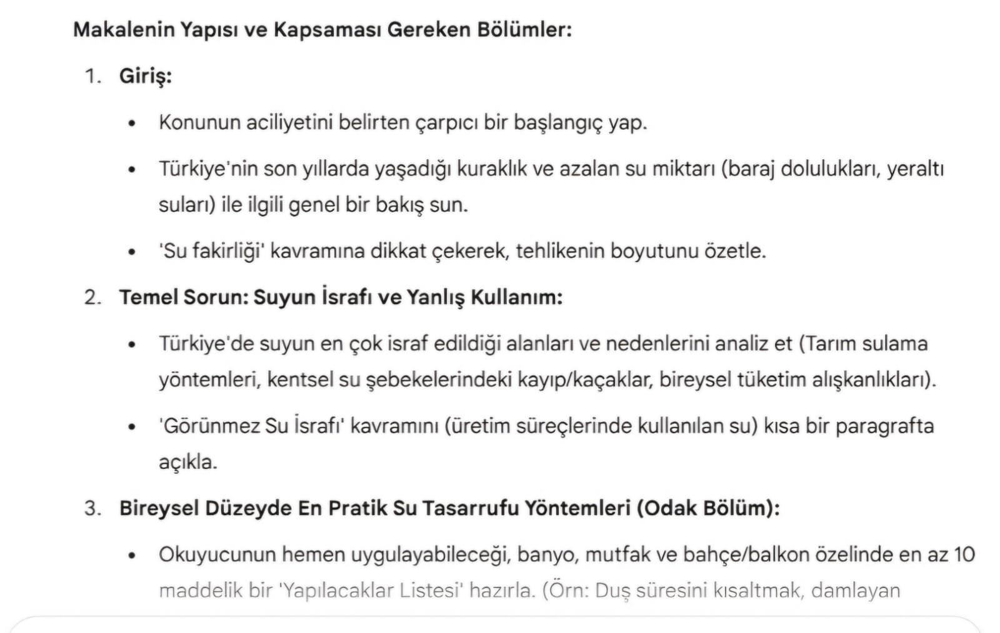 Makalenin Yapısı ve Kapsaması Gereken Bölümler:
1. Giriş:
• Konunun aciliyetini belirten çarpıcı bir başlangıç yap.
• Türkiye'nin son yıllarda yaşadığı kuraklık ve azalan su miktarı (baraj dolulukları, yeraltı
suları) ile ilgili genel bir bakış sun.
• 'Su fakirliği' kavramına dikkat çekerek, tehlikenin boyutunu özetle.
2. Temel Sorun: Suyun İsrafı ve Yanlış Kullanım:
• Türkiye'de suyun en çok israf edildiği alanları ve nedenlerini analiz et (Tarım sulama
yöntemleri, kentsel su şebekelerindeki kayıp/kaçaklar, bireysel tüketim alışkanlıkları).
• 'Görünmez Su İsrafı' kavramını (üretim süreçlerinde kullanılan su) kısa bir paragrafta
açıkla.
3. Bireysel Düzeyde En Pratik Su Tasarrufu Yöntemleri (Odak Bölüm):
• Okuyucunun hemen uygulayabileceği, banyo, mutfak ve bahçe/balkon özelinde en az 10
maddelik bir 'Yapılacaklar Listesi' hazırla. (Örn: Duş süresini kısaltmak, damlayan